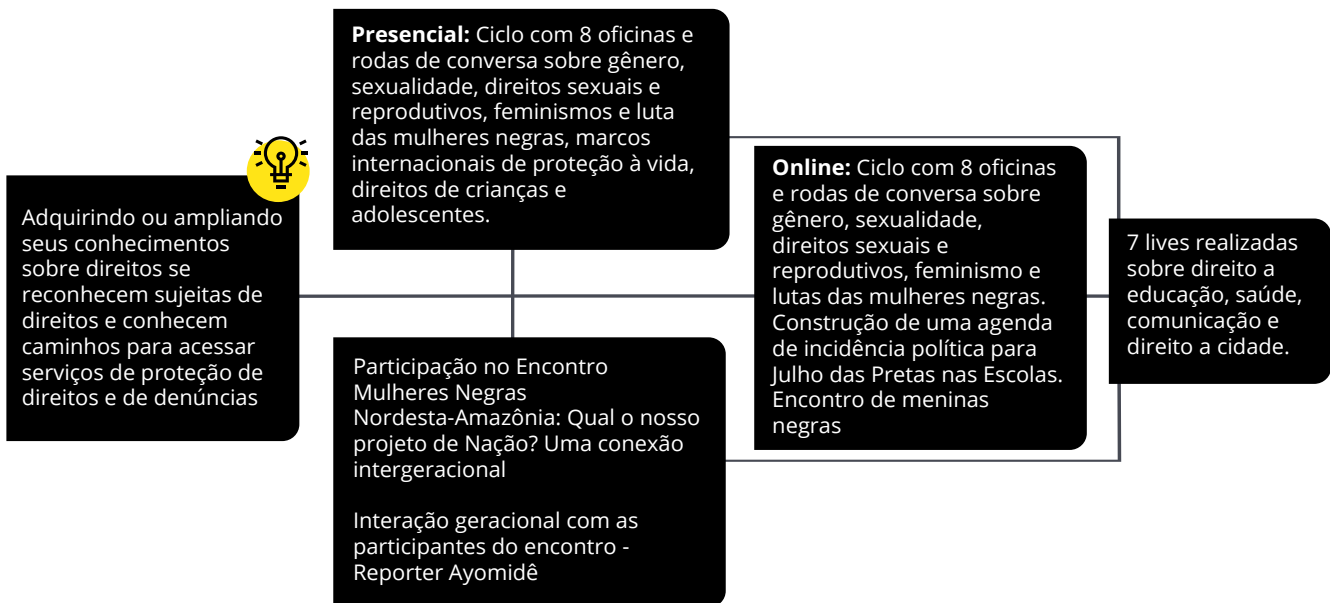 Adquirindo ou ampliando
seus conhecimentos
sobre direitos se
reconhecem sujeitas de
direitos e conhecem
caminhos para acessar
serviços de proteção de
direitos e de denúncias
Presencial: Ciclo com 8 oficinas e
rodas de conversa sobre gênero,
sexualidade, direitos sexuais e
reprodutivos, feminismos e luta
das mulheres negras, marcos
internacionais de proteção à vida,
direitos de crianças e
adolescentes.
Participação no Encontro
Mulheres Negras
Nordesta-Amazônia: Qual o nosso
projeto de Nação? Uma conexão
intergeracional
Interação geracional com as
participantes do encontro -
Reporter Ayomidê
Online: Ciclo com 8 oficinas
e rodas de conversa sobre
gênero, sexualidade,
direitos sexuais e
reprodutivos, feminismo e
lutas das mulheres negras.
Construção de uma agenda
de incidência política para
Julho das Pretas nas Escolas.
Encontro de meninas
negras
7 lives realizadas
sobre direito a
educação, saúde,
comunicação e
direito a cidade.